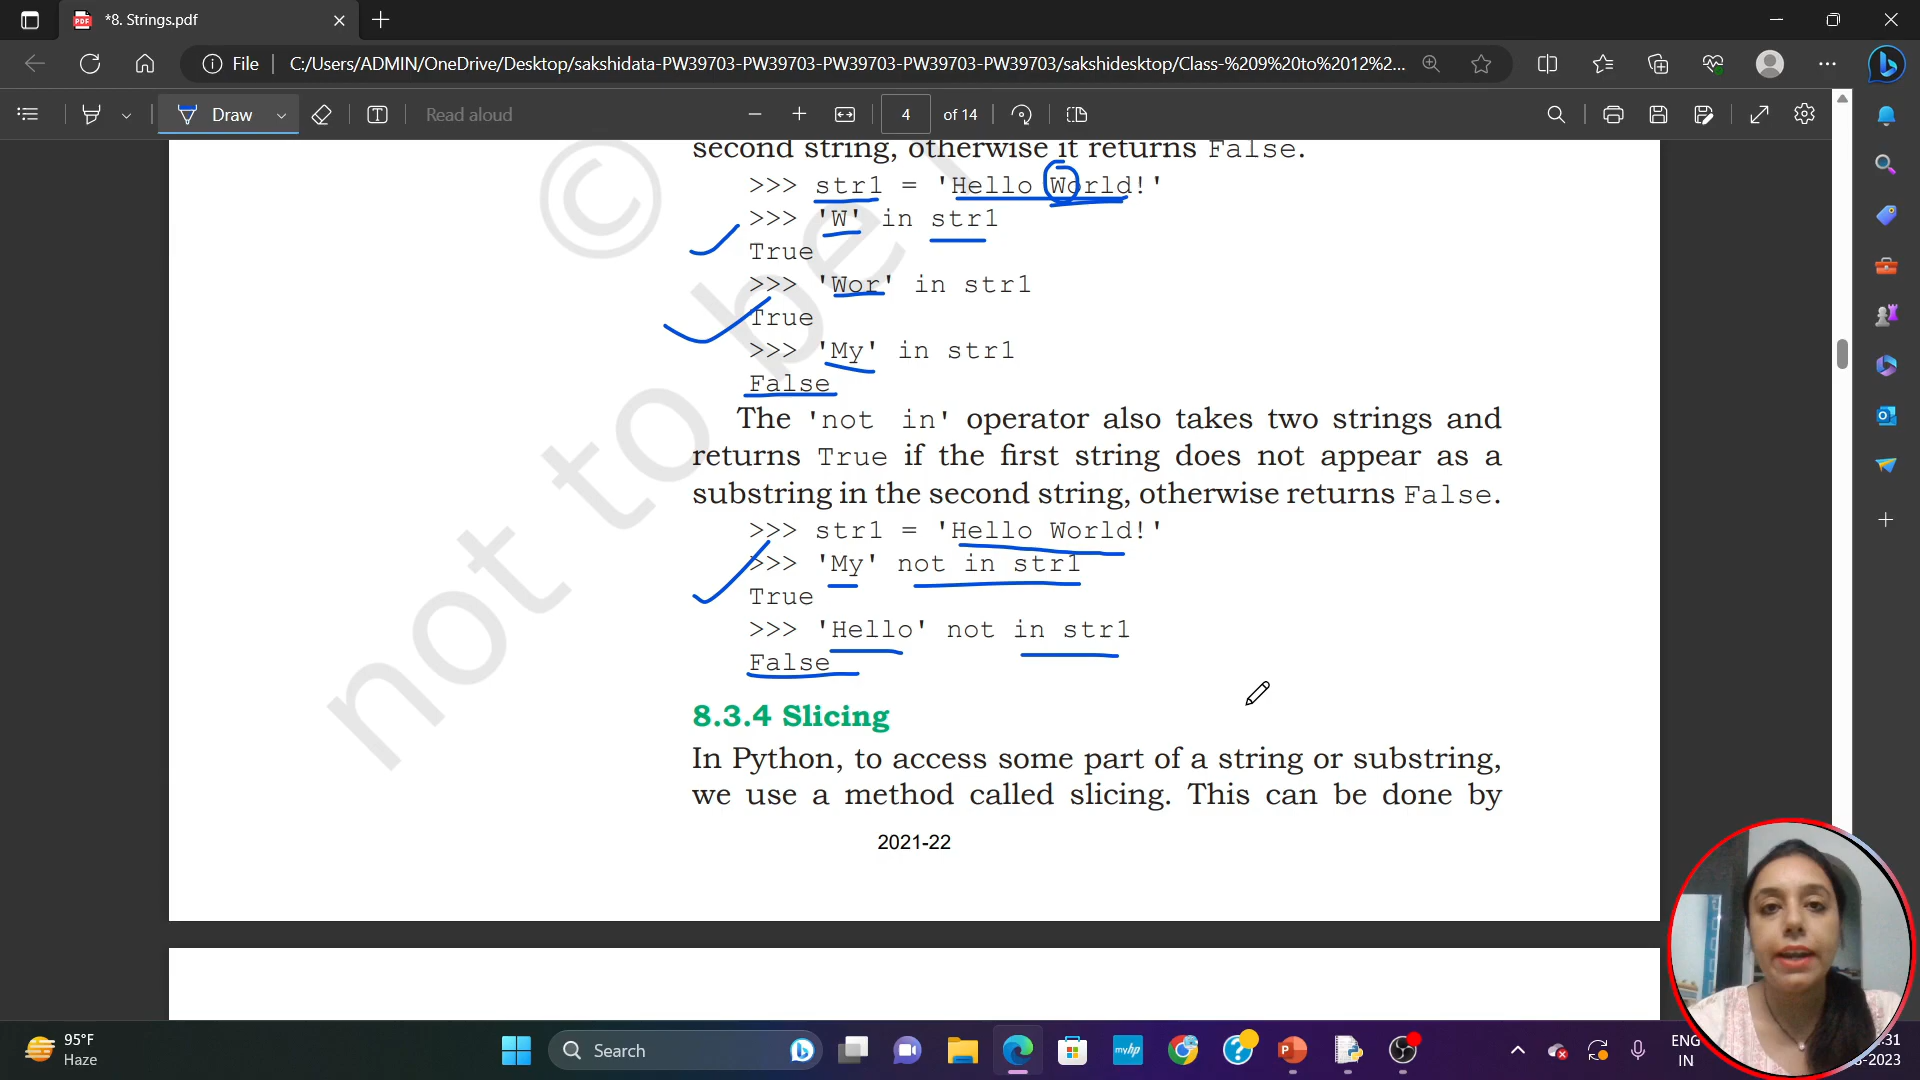 *8. Strings.pdf
File
C:/Users/ADMIN/OneDrive/Desktop/sakshidata-PW39703-PW39703-PW39703-PW39703-PW39703/sakshidesktop/Class-%209%20to%2012%2...
Draw
Read aloud
4 of 14
second string, otherwise it returns False.
>>> str1 = 'Hello World!'
>>> 'W' in str1
True
>>> 'Wor' in str1
True
>>> 'My' in str1
False
The 'not in' operator also takes two strings and
returns True if the first string does not appear as a
substring in the second string, otherwise returns False.
>>> str1 = 'Hello World!'
>>> 'My' not in str1
True
>>> 'Hello' not in str1
False
8.3.4 Slicing
In Python, to access some part of a string or substring,
we use a method called slicing. This can be done by
2021-22
© 
not to be r
95°F
Haze
Search
myhp
ENG
IN